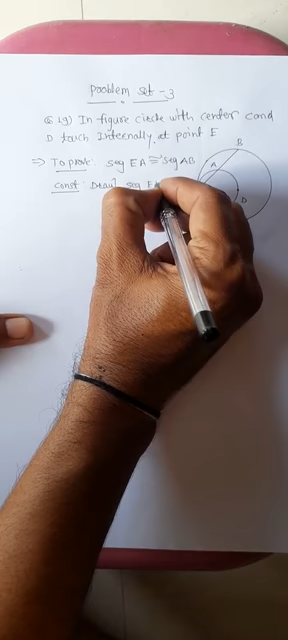 Problem Set -3
Q 19) In figure circle with center C and
D touch Internally at point E
⇒ To prove: seg EA ≅ seg AB
const: Draw seg E
B
A
D